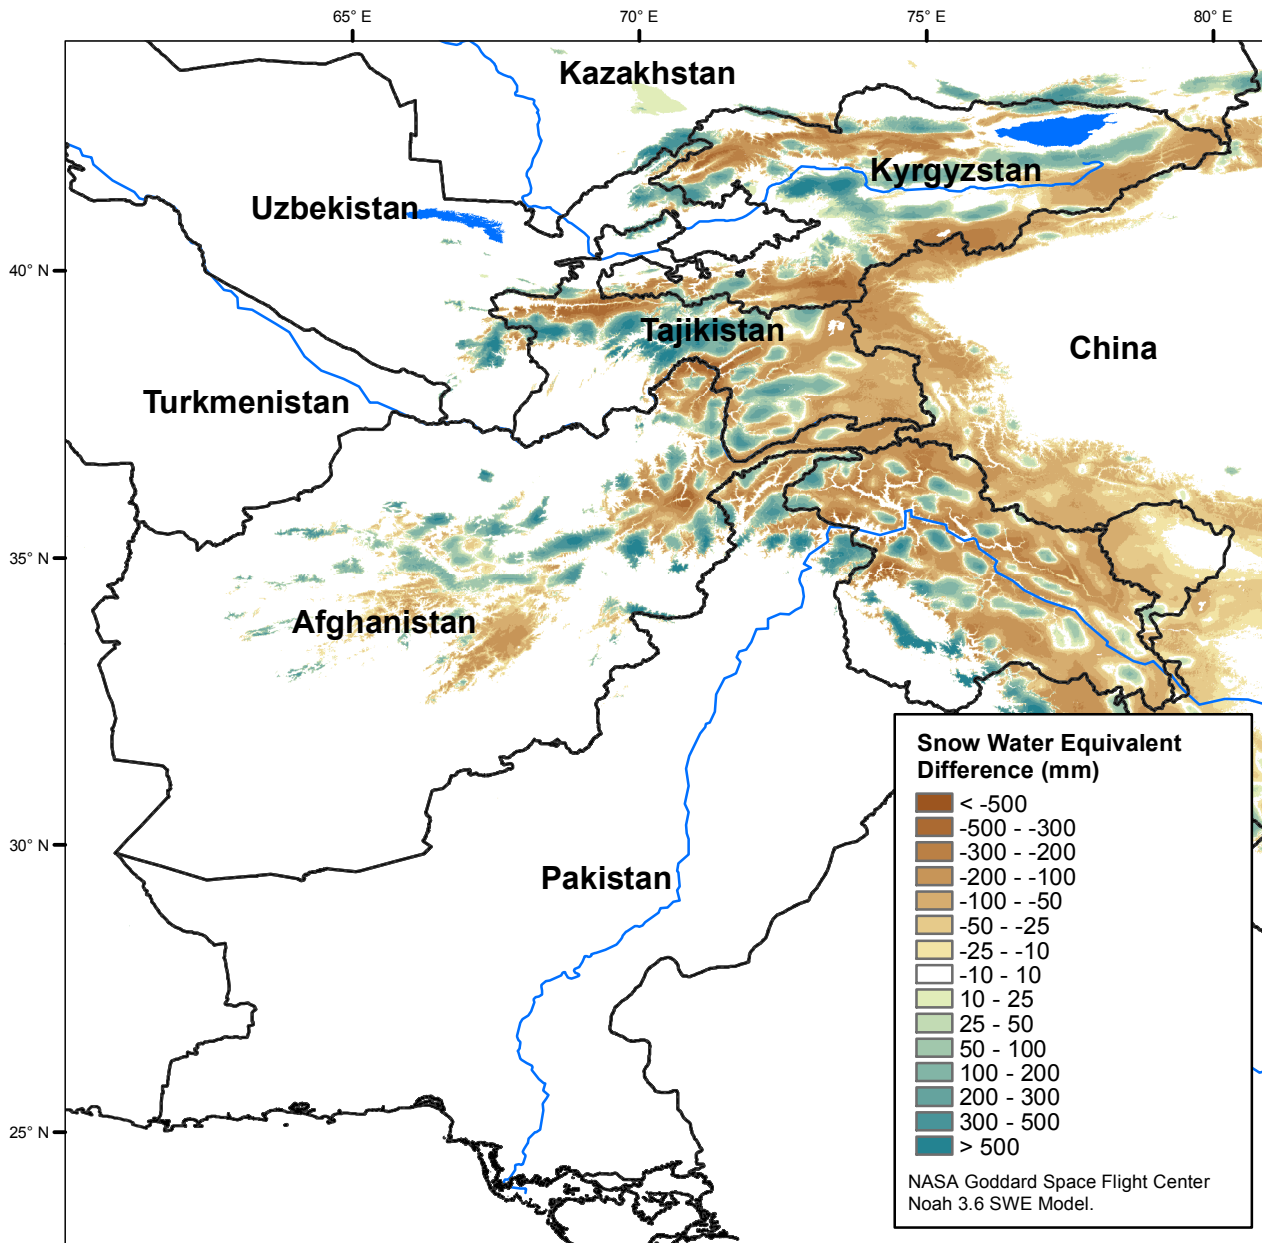 65° E
70° E
75° E
80° E
Kazakhstan
Kyrgyzstan
Uzbekistan
40° N
Tajikistan
China
Turkmenistan
35° N
Afghanistan
Snow Water Equivalent
Difference (mm)
< -500
-500 - -300
30° N
-300 - -200
Pakistan
-200 - -100
-100 - -50
-50 - -25
-25 - -10
-10 - 10
10 - 25
25 - 50
50 - 100
100 - 200
200 - 300
300 - 500
25° N
> 500
NASA Goddard Space Flight Center
Noah 3.6 SWE Model.